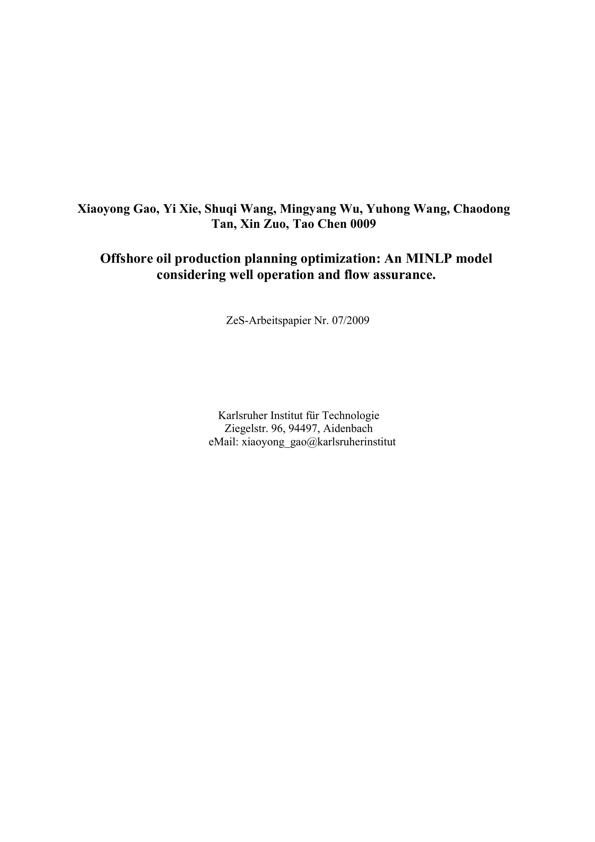 Xiaoyong Gao, Yi Xie, Shuqi Wang, Mingyang Wu, Yuhong Wang, Chaodong
Tan, Xin Zuo, Tao Chen 0009
Offshore oil production planning optimization: An MINLP model
considering well operation and flow assurance.
ZeS-Arbeitspapier Nr. 07/2009
Karlsruher Institut für Technologie
Ziegelstr. 96, 94497, Aidenbach
eMail: xiaoyong_gao@karlsruherinstitut